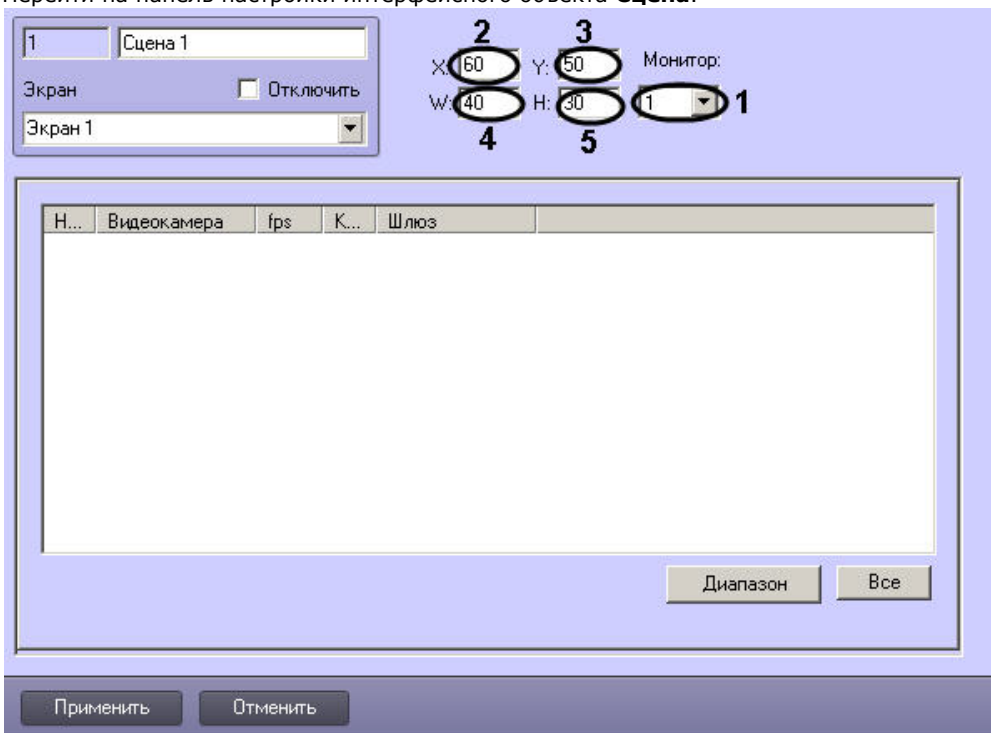 Перейти на панель настройки интерфейсного объекта Сцена.
1 Сцена 1
Экран Отключить
Экран 1
2 3
X: 60 Y: 50 Монитор:
W: 40 H: 30 1 1
4 5
Н... Видеокамера fps К... Шлюз
Диапазон Все
Применить Отменить